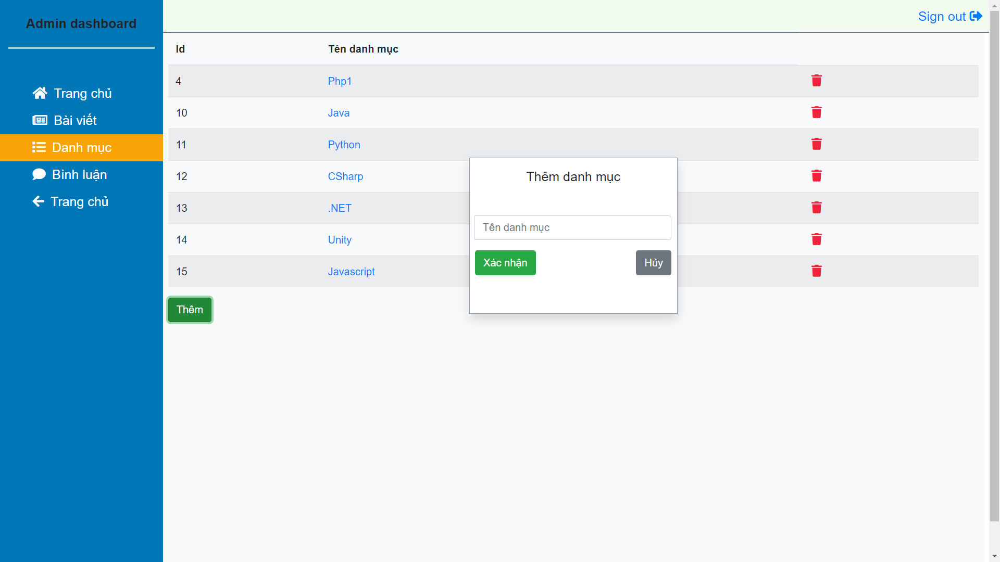 Admin dashboard
Trang chủ
Bài viết
Danh mục
Bình luận
Trang chủ
Sign out
Id Tên danh mục
4 Php1
10 Java
11 Python
12 CSharp
13 .NET
14 Unity
15 Javascript
Thêm
Thêm danh mục
Tên danh mục
Xác nhận Hủy